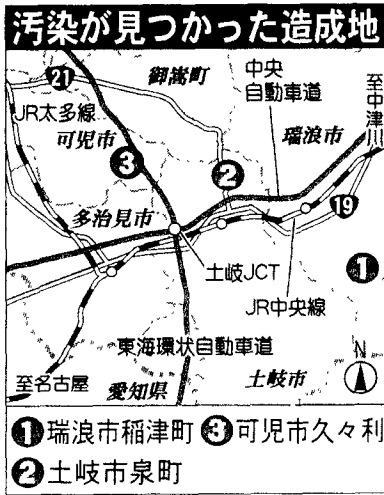 汚染が見つかった造成地
21
御嵩町
中央
自動車道
至中津川
JR太多線
可児市
瑞浪市
3
2
19
多治見市
土岐JCT
1
JR中央線
東海環状自動車道
N
至名古屋
愛知県
土岐市
1瑞浪市稲津町 3可児市久々利
2土岐市泉町